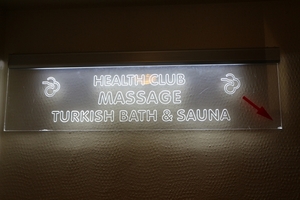 HEALTH CLUB
MASSAGE
TURKISH BATH & SAUNA